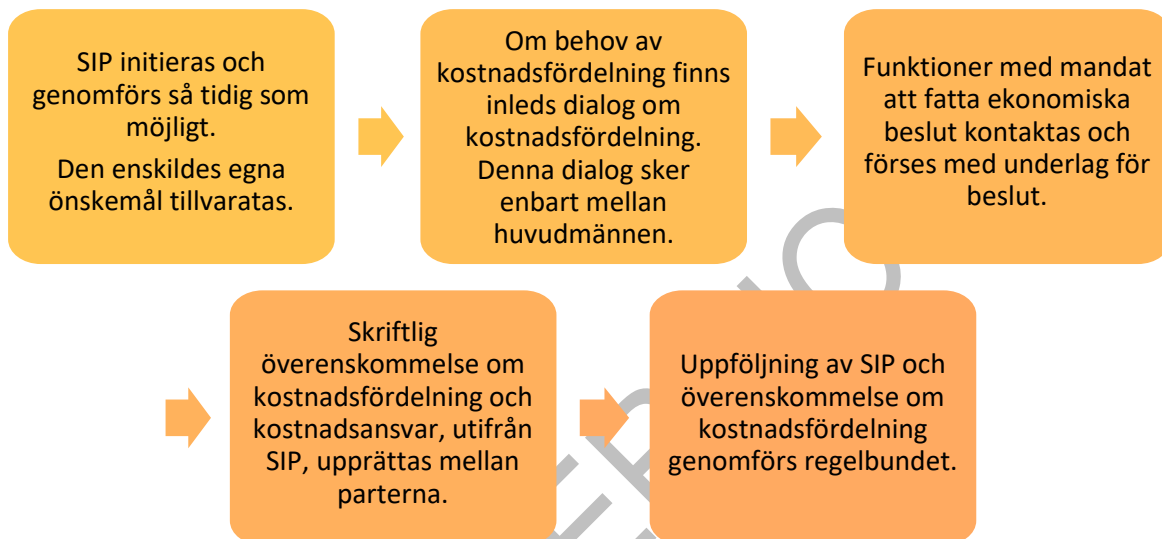 SIP initieras och
genomförs så tidig som
möjligt.
Den enskildes egna
önskemål tillvaratas.
Om behov av
kostnadsfördelning finns
inleds dialog om
kostnadsfördelning.
Denna dialog sker
enbart mellan
huvudmännen.
Funktioner med mandat
att fatta ekonomiska
beslut kontaktas och
förses med underlag för
beslut.
Skriftlig
överenskommelse om
kostnadsfördelning och
kostnadsansvar, utifrån
SIP, upprättas mellan
parterna.
Uppföljning av SIP och
överenskommelse om
kostnadsfördelning
genomförs regelbundet.